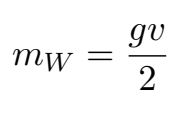 m_W = \frac{gv}{2}